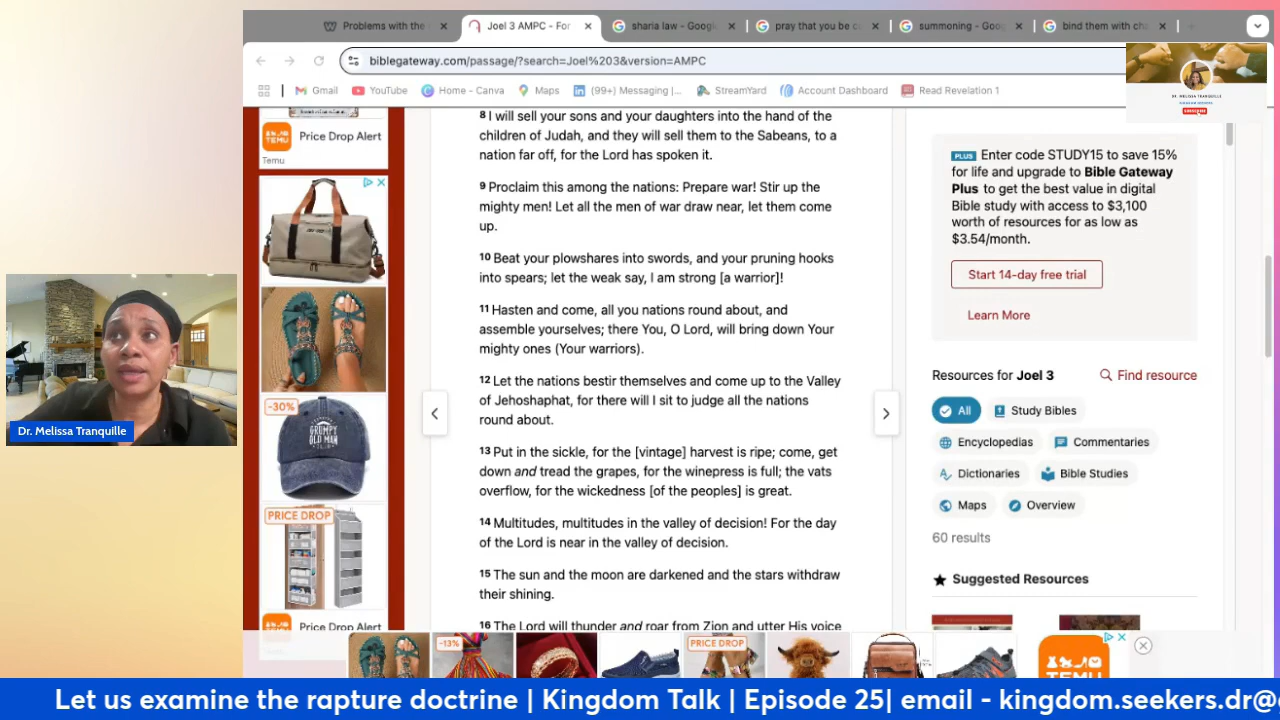 Problems with the
Joel 3 AMPC - For
sharia law - Google
pray that you be c
summoning - Goog
bind them with cha
biblegateway.com/passage/?search=Joel%203&version=AMPC
Gmail
YouTube
Home - Canva
Maps
(99+) Messaging |...
StreamYard
Account Dashboard
Read Revelation 1
DR. MELISSA TRANQUILLE
KINGDOM SEEKERS
SUBSCRIBE
Price Drop Alert
TEMU
Temu
8 I will sell your sons and your daughters into the hand of the
children of Judah, and they will sell them to the Sabeans, to a
nation far off, for the Lord has spoken it.
9 Proclaim this among the nations: Prepare war! Stir up the
mighty men! Let all the men of war draw near, let them come
up.
10 Beat your plowshares into swords, and your pruning hooks
into spears; let the weak say, I am strong [a warrior]!
11 Hasten and come, all you nations round about, and
assemble yourselves; there You, O Lord, will bring down Your
mighty ones (Your warriors).
12 Let the nations bestir themselves and come up to the Valley
of Jehoshaphat, for there will I sit to judge all the nations
round about.
13 Put in the sickle, for the [vintage] harvest is ripe; come, get
down and tread the grapes, for the winepress is full; the vats
overflow, for the wickedness [of the peoples] is great.
14 Multitudes, multitudes in the valley of decision! For the day
of the Lord is near in the valley of decision.
15 The sun and the moon are darkened and the stars withdraw
their shining.
16 The Lord will thunder and roar from Zion and utter His voice
PLUS Enter code STUDY15 to save 15%
for life and upgrade to Bible Gateway
Plus to get the best value in digital
Bible study with access to $3,100
worth of resources for as low as
$3.54/month.
Start 14-day free trial
Learn More
Resources for Joel 3
Find resource
All
Study Bibles
Encyclopedias
Commentaries
Dictionaries
Bible Studies
Maps
Overview
60 results
Suggested Resources
-30%
GRUMPY
OLD MAN
PRICE DROP
Price Drop Alert
-13%
PRICE DROP
TEMU
Dr. Melissa Tranquille
Let us examine the rapture doctrine | Kingdom Talk | Episode 25| email - kingdom.seekers.dr@